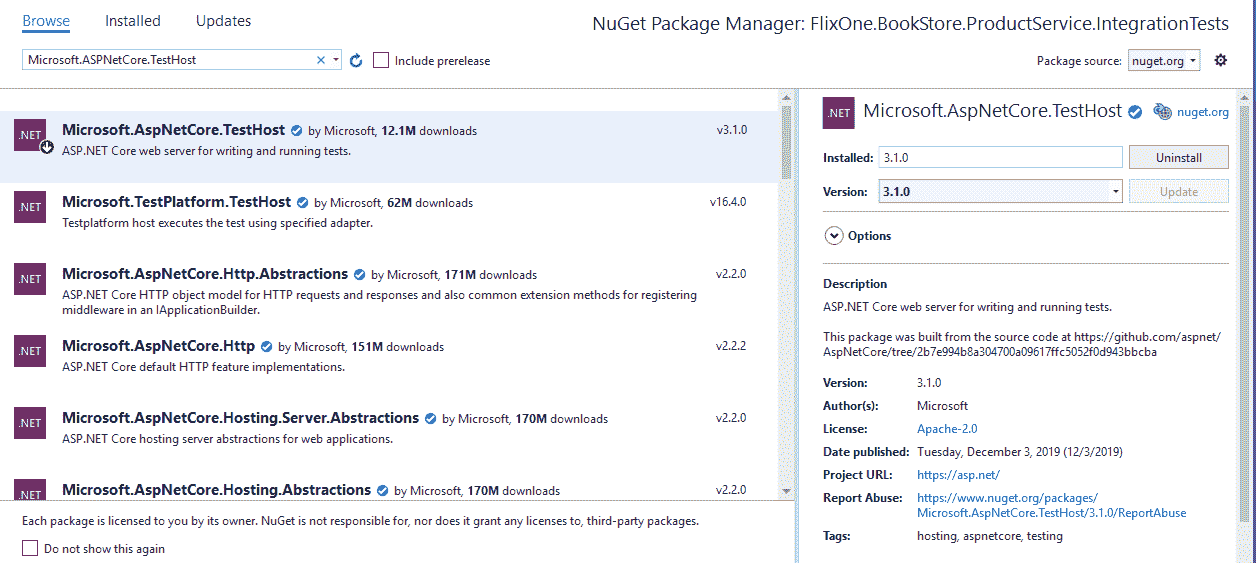 Browse Installed Updates
NuGet Package Manager: FlixOne.BookStore.ProductService.IntegrationTests
Microsoft.ASPNetCore.TestHost
Include prerelease
Package source: nuget.org
.NET
Microsoft.AspNetCore.TestHost by Microsoft, 12.1M downloads
v3.1.0
ASP.NET Core web server for writing and running tests.
.NET
Microsoft.TestPlatform.TestHost by Microsoft, 62M downloads
v16.4.0
Testplatform host executes the test using specified adapter.
.NET
Microsoft.AspNetCore.Http.Abstractions by Microsoft, 171M downloads
v2.2.0
ASP.NET Core HTTP object model for HTTP requests and responses and also common extension methods for registering
middleware in an IApplicationBuilder.
.NET
Microsoft.AspNetCore.Http by Microsoft, 151M downloads
v2.2.2
ASP.NET Core default HTTP feature implementations.
.NET
Microsoft.AspNetCore.Hosting.Server.Abstractions by Microsoft, 170M downloads
v2.2.0
ASP.NET Core hosting server abstractions for web applications.
.NET
Microsoft.AspNetCore.Hosting.Abstractions by Microsoft, 170M downloads
v2.2.0
Each package is licensed to you by its owner. NuGet is not responsible for, nor does it grant any licenses to, third-party packages.
Do not show this again
.NET
Microsoft.AspNetCore.TestHost
nuget.org
Installed: 3.1.0
Uninstall
Version: 3.1.0
Update
Options
Description
ASP.NET Core web server for writing and running tests.
This package was built from the source code at https://github.com/aspnet/
AspNetCore/tree/2b7e994b8a304700a09617ffc5052f0d943bbcba
Version: 3.1.0
Author(s): Microsoft
License: Apache-2.0
Date published: Tuesday, December 3, 2019 (12/3/2019)
Project URL: https://asp.net/
Report Abuse: https://www.nuget.org/packages/
Microsoft.AspNetCore.TestHost/3.1.0/ReportAbuse
Tags: hosting, aspnetcore, testing